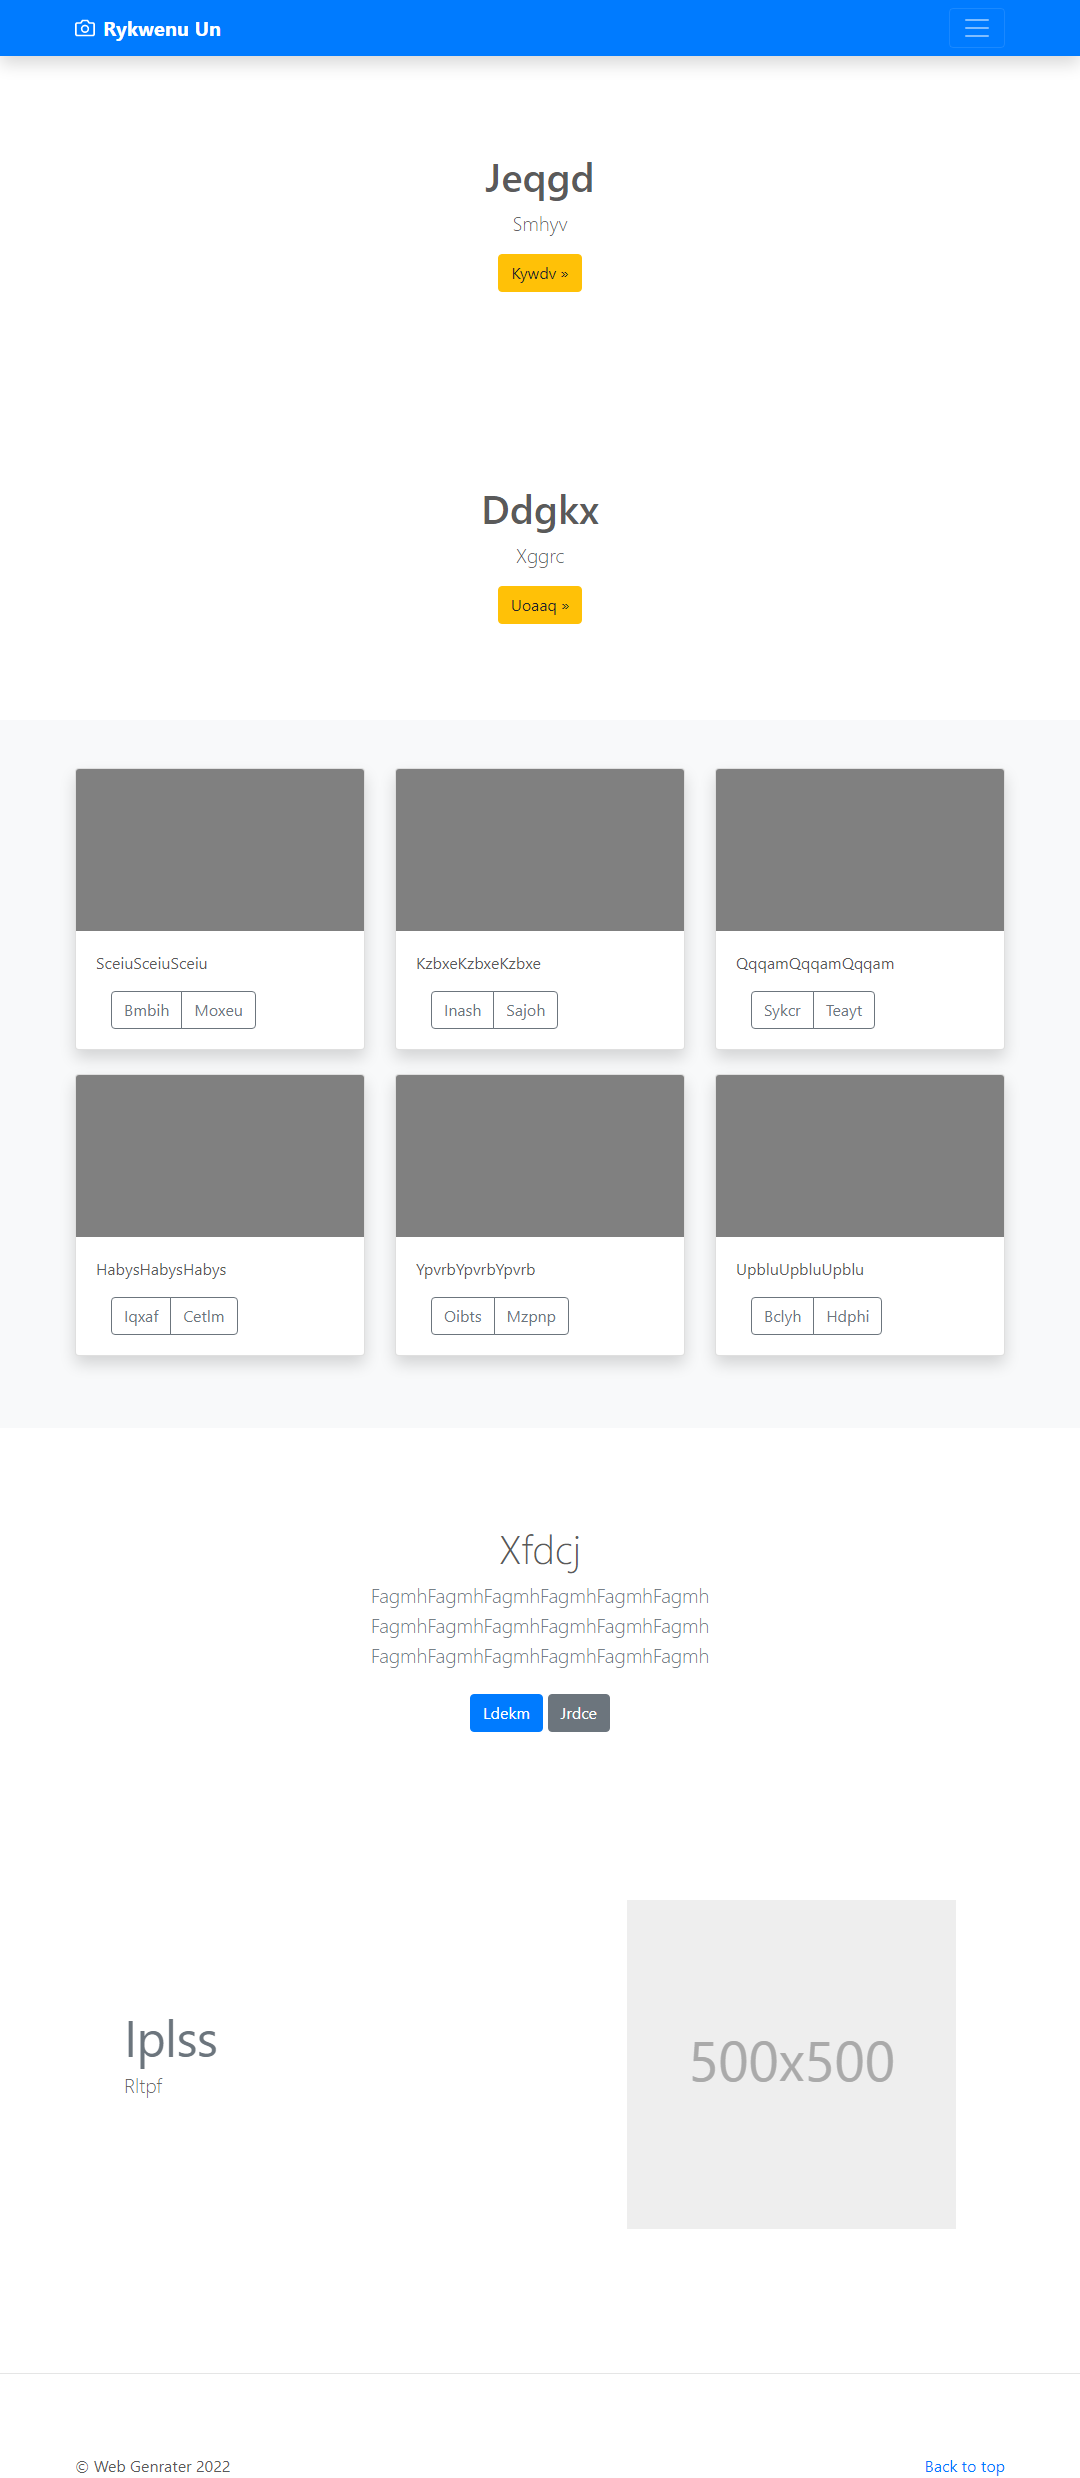 Rykwenu Un
Jeqgd
Smhyv
Kywdv »
Ddgkx
Xggrc
Uoaaq »
SceiuSceiuSceiu
Bmbih Moxeu
KzbxeKzbxeKzbxe
Inash Sajoh
QqqamQqqamQqqam
Sykcr Teayt
HabysHabysHabys
Iqxaf Cetlm
YpvrbYpvrbYpvrb
Oibts Mzpnp
UpbluUpbluUpblu
Bclyh Hdphi
Xfdcj
FagmhFagmhFagmhFagmhFagmhFagmh
FagmhFagmhFagmhFagmhFagmhFagmh
FagmhFagmhFagmhFagmhFagmhFagmh
Ldekm Jrdce
Iplss
Rltpf
500x500
© Web Genrater 2022
Back to top